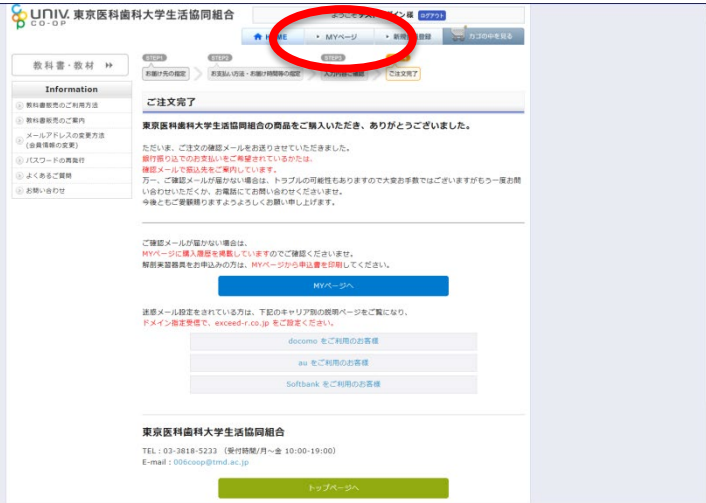 UNIV. 東京医科歯科大学生活協同組合
CO-OP
ログアウト
MYページ
カゴの中を見る
教科書・教材
STEP1
STEP2
STEP3
お届け先の指定
お支払い方法・お届け時間等の指定
入力内容ご確認
ご注文完了
Information
教科書販売のご利用方法
教科書販売のご案内
メールアドレスの変更方法
(会員情報の変更)
パスワードの再発行
よくあるご質問
お問い合わせ
ご注文完了
東京医科歯科大学生活協同組合の商品をご購入いただき、ありがとうございました。
ただいま、ご注文の確認メールをお送りさせていただきました。
銀行振り込でのお支払いをご希望されているかたは、
確認メールで振込先をご案内しています。
万一、ご確認メールが届かない場合は、トラブルの可能性もありますので大変お手数ではございますがもう一度お問
い合わせいただくか、お電話にてお問い合わせくださいませ。
今後ともご愛顧賜りますようよろしくお願い申し上げます。
ご確認メールが届かない場合は、
MYページに購入履歴を掲載していますのでご確認くださいませ。
解剖実習器具をお申込みの方は、MYページから申込書を印刷してください。
MYページへ
迷惑メール設定をされている方は、下記のキャリア別の説明ページをご覧になり、
ドメイン指定受信で、exceed-r.co.jp をご設定ください。
docomo をご利用のお客様
au をご利用のお客様
Softbank をご利用のお客様
東京医科歯科大学生活協同組合
TEL：03-3818-5233 （受付時間/月～金 10:00-19:00）
E-mail：006coop@tmd.ac.jp
トップページへ